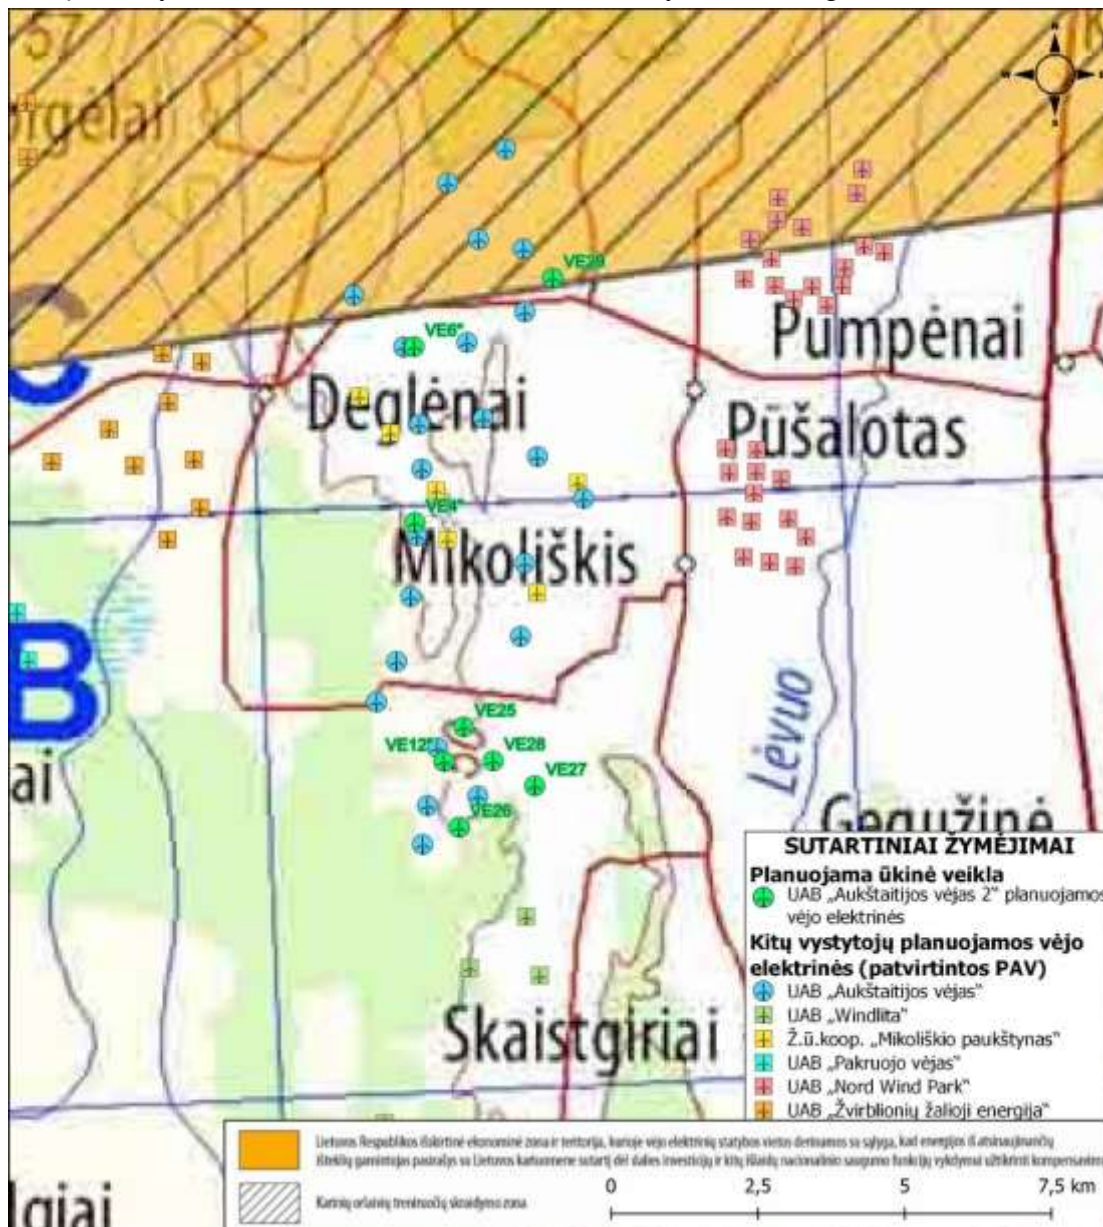 57
N
W
S
VE29
VE6*
Pumpėnai
Deglėnai
Pūšalotas
VE4*
Mikoliškis
B
ai
VE25
VE12*
VE28
VE27
VE26
Lėvuo
Gegužinė
Skaistgiriai
lgiai
SUTARTINIAI ŽYMĖJIMAI
Planuojama ūkinė veikla
UAB „Aukštaitijos vėjas 2“ planuojamos
vėjo elektrinės
Kitų vystytojų planuojamos vėjo
elektrinės (patvirtintos PAV)
UAB „Aukštaitijos vėjas“
UAB „Windlita“
Ž.ū.koop. „Mikoliškio paukštynas“
UAB „Pakruojo vėjas“
UAB „Nord Wind Park“
UAB „Žvirblionių žalioji energija“
Lietuvos Respublikos išskirtinė ekonominė zona ir teritorija, kurioje vėjo elektrinių statybos vietos derinamos su sąlyga, kad energijos iš atsinaujinančių
išteklių gamintojas pasirašys su Lietuvos kariuomene sutartį dėl dalies investicijų ir kitų išlaidų nacionalinio saugumo funkcijų vykdymui užtikrinti kompensavimo
Karinių orlaivių treniruočių skraidymo zona
0 2,5 5 7,5 km